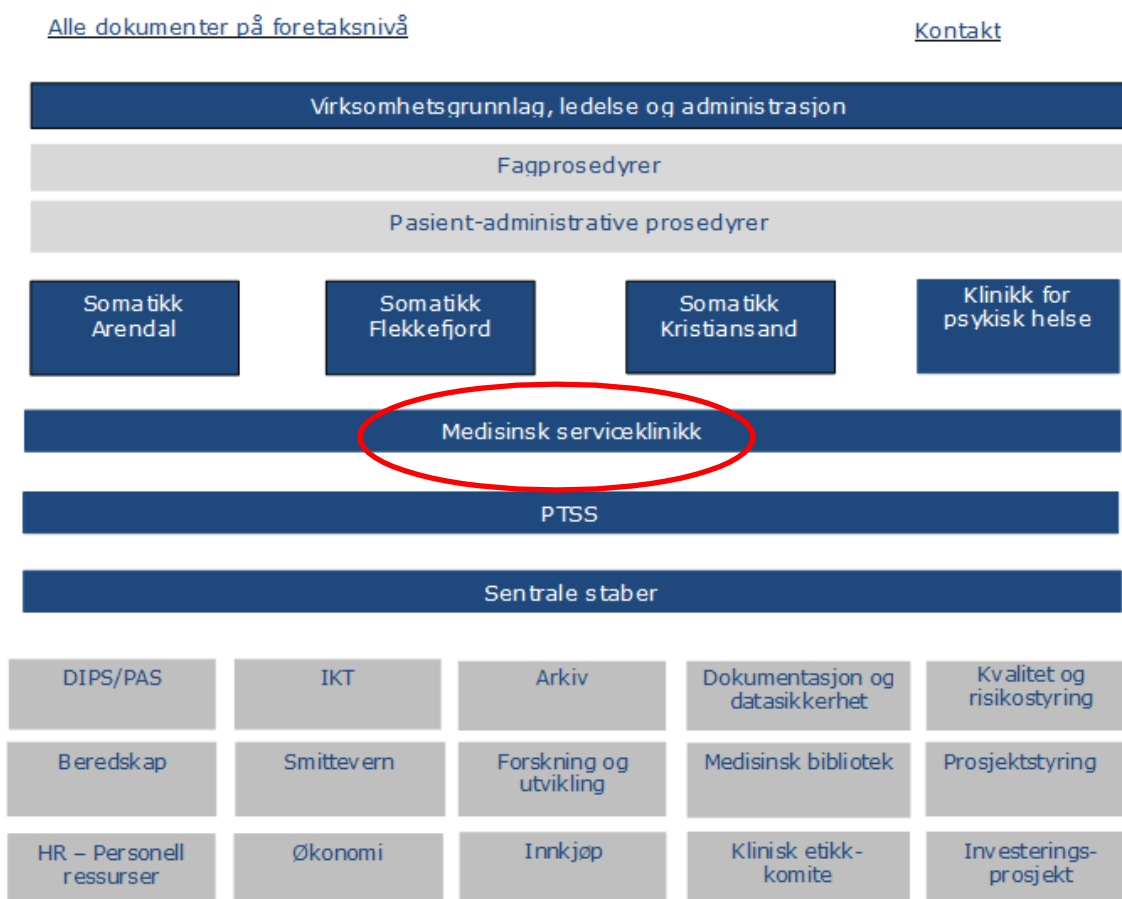 Alle dokumenter på foretaksnivå
Kontakt
Virksomhetsgrunnlag, ledelse og administrasjon
Fagprosedyrer
Pasient-administrative prosedyrer
Somatikk
Arendal
Somatikk
Flekkefjord
Somatikk
Kristiansand
Klinikk for
psykisk helse
Medisinsk serviceklinikk
PTSS
Sentrale staber
DIPS/PAS
IKT
Arkiv
Dokumentasjon og
datasikkerhet
Kvalitet og
risikostyring
Beredskap
Smittevern
Forskning og
utvikling
Medisinsk bibliotek
Prosjektstyring
HR – Personell
ressurser
Økonomi
Innkjøp
Klinisk etikk-
komite
Investerings-
prosjekt